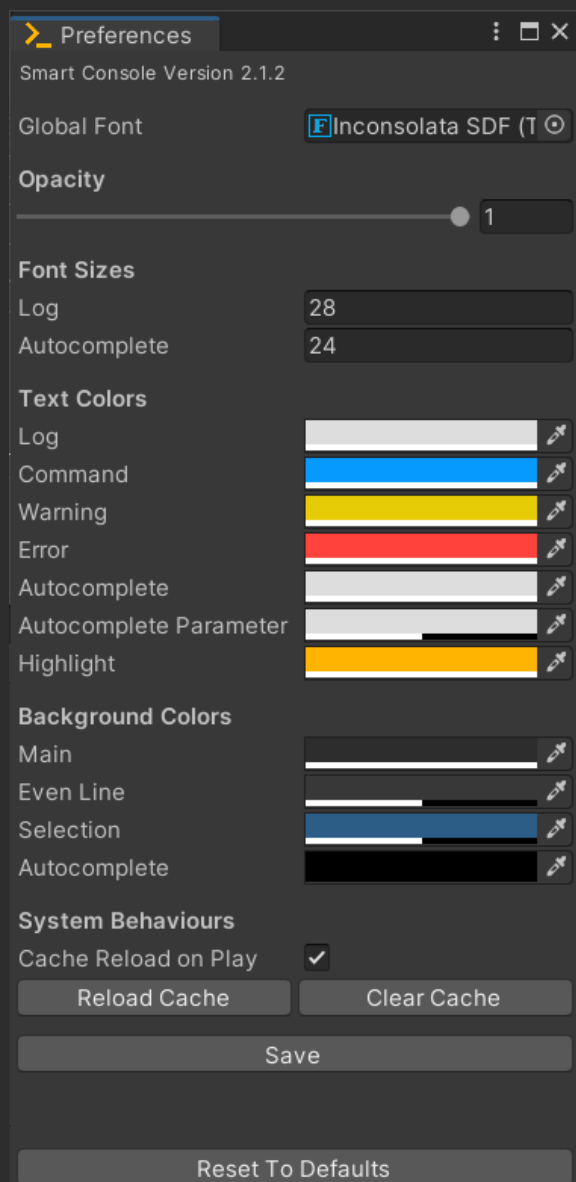 Preferences
Smart Console Version 2.1.2
Global Font Inconsolata SDF (T
Opacity
1
Font Sizes
Log 28
Autocomplete 24
Text Colors
Log
Command
Warning
Error
Autocomplete
Autocomplete Parameter
Highlight
Background Colors
Main
Even Line
Selection
Autocomplete
System Behaviours
Cache Reload on Play
Reload Cache Clear Cache
Save
Reset To Defaults